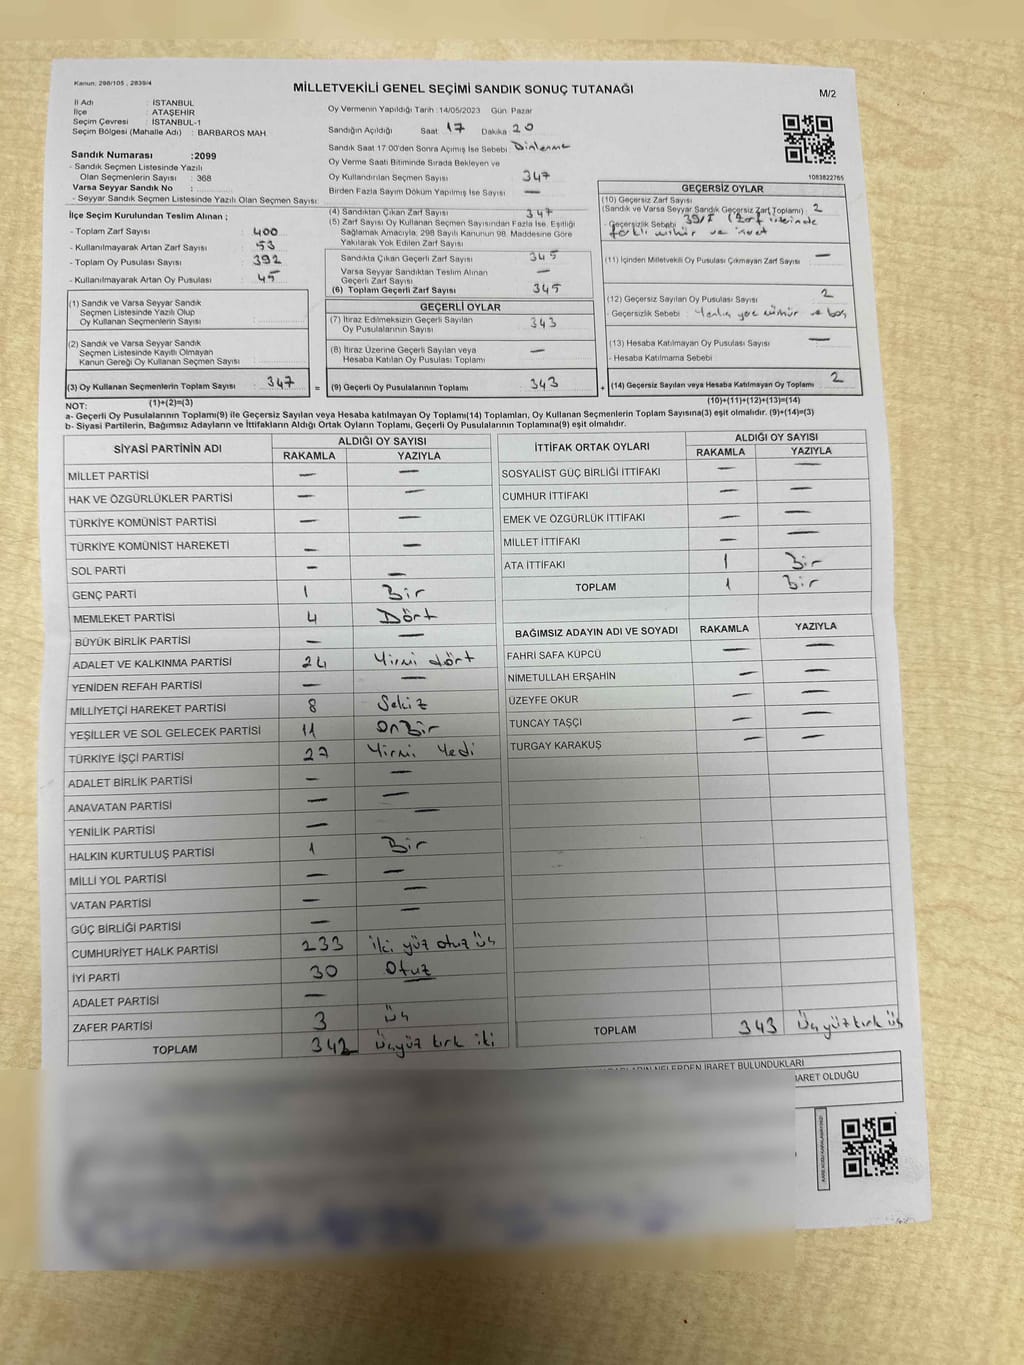 Kanun: 298/105 , 2839/4
MİLLETVEKİLİ GENEL SEÇİMİ SANDIK SONUÇ TUTANAĞI
M/2
İl Adı : İSTANBUL
İlçe : ATAŞEHİR
Seçim Çevresi : İSTANBUL-1
Seçim Bölgesi (Mahalle Adı) : BARBAROS MAH.
Sandık Numarası :2099
- Sandık Seçmen Listesinde Yazılı
Olan Seçmenlerin Sayısı : 368
Varsa Seyyar Sandık No :
- Seyyar Sandık Seçmen Listesinde Yazılı Olan Seçmen Sayısı:
Oy Vermenin Yapıldığı Tarih :14/05/2023 Gün Pazar
Sandığın Açıldığı Saat 17 Dakika 20
Sandık Saat 17:00'den Sonra Açımış İse Sebebi : Dinlenme
Oy Verme Saati Bitiminde Sırada Bekleyen ve
Oy Kullandırılan Seçmen Sayısı 347
Birden Fazla Sayım Döküm Yapılmış İse Sayısı —
1083822765
İlçe Seçim Kurulundan Teslim Alınan ;
- Toplam Zarf Sayısı 400
- Kullanılmayarak Artan Zarf Sayısı 53
- Toplam Oy Pusulası Sayısı 392
- Kullanılmayarak Artan Oy Pusulası 45
(1) Sandık ve Varsa Seyyar Sandık
Seçmen Listesinde Yazılı Olup
Oy Kullanan Seçmenlerin Sayısı
(2) Sandık ve Varsa Seyyar Sandık
Seçmen Listesinde Kayıtlı Olmayan
Kanun Gereği Oy Kullanan Seçmen Sayısı
(3) Oy Kullanan Seçmenlerin Toplam Sayısı : 347 =
(1)+(2)=(3)
(4) Sandıktan Çıkan Zarf Sayısı 347
(5) Zarf Sayısı Oy Kullanan Seçmen Sayısından Fazla İse, Eşitliği
Sağlamak Amacıyla, 298 Sayılı Kanunun 98. Maddesine Göre
Yakılarak Yok Edilen Zarf Sayısı
Sandıkta Çıkan Geçerli Zarf Sayısı 345
Varsa Seyyar Sandıktan Teslim Alınan
Geçerli Zarf Sayısı —
(6) Toplam Geçerli Zarf Sayısı 345
GEÇERLİ OYLAR
(7) İtiraz Edilmeksizin Geçerli Sayılan
Oy Pusulalarının Sayısı 343
(8) İtiraz Üzerine Geçerli Sayılan veya
Hesaba Katılan Oy Pusulası Toplamı —
(9) Geçerli Oy Pusulalarının Toplamı 343 +
GEÇERSİZ OYLAR
(10) Geçersiz Zarf Sayısı
(Sandık ve Varsa Seyyar Sandık Geçersiz Zarf Toplamı) 2
- Geçersizlik Sebebi : (Zarf üzerinde
farklı mühür ve
(11) İçinden Milletvekili Oy Pusulası Çıkmayan Zarf Sayısı —
(12) Geçersiz Sayılan Oy Pusulası Sayısı 2
- Geçersizlik Sebebi : Yanlış yere mühür ve boş
(13) Hesaba Katılmayan Oy Pusulası Sayısı —
- Hesaba Katılmama Sebebi
(14) Geçersiz Sayılan veya Hesaba Katılmayan Oy Toplamı 2
(10)+(11)+(12)+(13)=(14)
NOT:
a- Geçerli Oy Pusulalarının Toplamı(9) ile Geçersiz Sayılan veya Hesaba katılmayan Oy Toplamı(14) Toplamları, Oy Kullanan Seçmenlerin Toplam Sayısına(3) eşit olmalıdır. (9)+(14)=(3)
b- Siyasi Partilerin, Bağımsız Adayların ve İttifakların Aldığı Ortak Oyların Toplamı, Geçerli Oy Pusulalarının Toplamına(9) eşit olmalıdır.
SİYASİ PARTİNİN ADI ALDIĞI OY SAYISI
RAKAMLA YAZIYLA
MİLLET PARTİSİ — —
HAK VE ÖZGÜRLÜKLER PARTİSİ — —
TÜRKİYE KOMÜNİST PARTİSİ — —
TÜRKİYE KOMÜNİST HAREKETİ — —
SOL PARTİ — —
GENÇ PARTİ 1 Bir
MEMLEKET PARTİSİ 4 Dört
BÜYÜK BİRLİK PARTİSİ — —
ADALET VE KALKINMA PARTİSİ 24 Yirmi dört
YENİDEN REFAH PARTİSİ — —
MİLLİYETÇİ HAREKET PARTİSİ 8 Sekiz
YEŞİLLER VE SOL GELECEK PARTİSİ 11 OnBir
TÜRKİYE İŞÇİ PARTİSİ 27 Yirmi Yedi
ADALET BİRLİK PARTİSİ — —
ANAVATAN PARTİSİ — —
YENİLİK PARTİSİ — —
HALKIN KURTULUŞ PARTİSİ 1 Bir
MİLLİ YOL PARTİSİ — —
VATAN PARTİSİ — —
GÜÇ BİRLİĞİ PARTİSİ — —
CUMHURİYET HALK PARTİSİ 233 iki yüz otuz üç
İYİ PARTİ 30 Otuz
ADALET PARTİSİ —
ZAFER PARTİSİ 3 Üç
TOPLAM 342 Üçyüz kırk iki
İTTİFAK ORTAK OYLARI ALDIĞI OY SAYISI
RAKAMLA YAZIYLA
SOSYALİST GÜÇ BİRLİĞİ İTTİFAKI — —
CUMHUR İTTİFAKI — —
EMEK VE ÖZGÜRLÜK İTTİFAKI — —
MİLLET İTTİFAKI — —
ATA İTTİFAKI 1 Bir
TOPLAM 1 Bir
BAĞIMSIZ ADAYIN ADI VE SOYADI RAKAMLA YAZIYLA
FAHRİ SAFA KÜPCÜ — —
NİMETULLAH ERŞAHİN — —
ÜZEYFE OKUR — —
TUNCAY TAŞÇI — —
TURGAY KARAKUŞ — —
TOPLAM 343 Üçyüzkırk üç
NELERDEN İBARET BULUNDUKLARI
İBARET OLDUĞU